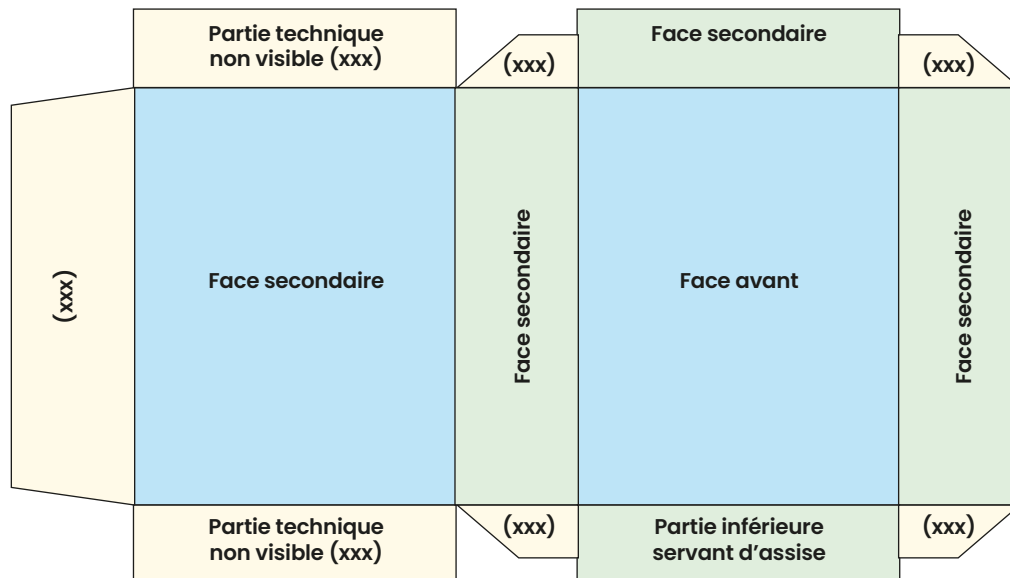 Partie technique
non visible (xxx)
(xxx)
Face secondaire
(xxx)
(xxx)
Face secondaire
Face secondaire
Face avant
Face secondaire
Partie technique
non visible (xxx)
(xxx)
Partie inférieure
servant d’assise
(xxx)